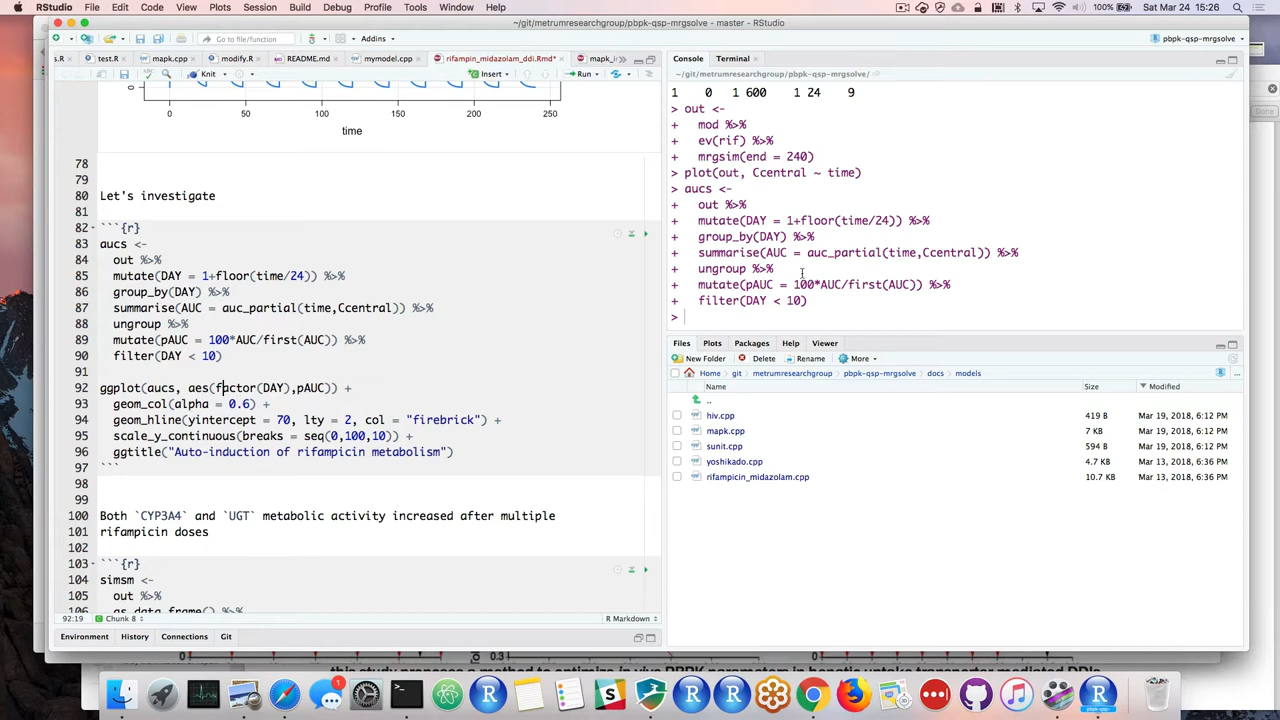 RStudio File Edit Code View Plots Session Build Debug Profile Tools Window Help
100% Sat Mar 24 15:26
~/git/metrumresearchgroup/pbpk-qsp-mrgsolve - master - RStudio
Go to file/function Addins pbpk-qsp-mrgsolve
s.R test.R mapk.cpp modify.R README.md mymodel.cpp rifampin_midazolam_ddi.Rmd* mapk_i
Knit Insert Run
0
0 50 100 150 200 250
time
78
79
80 Let's investigate
81
82 ```{r}
83 aucs <-
84 out %>%
85 mutate(DAY = 1+floor(time/24)) %>%
86 group_by(DAY) %>%
87 summarise(AUC = auc_partial(time,Ccentral)) %>%
88 ungroup %>%
89 mutate(pAUC = 100*AUC/first(AUC)) %>%
90 filter(DAY < 10)
91
92 ggplot(aucs, aes(factor(DAY),pAUC)) +
93 geom_col(alpha = 0.6) +
94 geom_hline(yintercept = 70, lty = 2, col = "firebrick") +
95 scale_y_continuous(breaks = seq(0,100,10)) +
96 ggtitle("Auto-induction of rifampicin metabolism")
97 ```
98
99
100 Both `CYP3A4` and `UGT` metabolic activity increased after multiple
101 rifampicin doses
102
103 ```{r}
104 simsm <-
105 out %>%
106 as.data.frame() %>%
92:19 Chunk 8 R Markdown
Environment History Connections Git
Console Terminal
~/git/metrumresearchgroup/pbpk-qsp-mrgsolve/
1 0 1 600 1 24 9
> out <-
+ mod %>%
+ ev(rif) %>%
+ mrgsim(end = 240)
> plot(out, Ccentral ~ time)
> aucs <-
+ out %>%
+ mutate(DAY = 1+floor(time/24)) %>%
+ group_by(DAY) %>%
+ summarise(AUC = auc_partial(time,Ccentral)) %>%
+ ungroup %>%
+ mutate(pAUC = 100*AUC/first(AUC)) %>%
+ filter(DAY < 10)
>
Files Plots Packages Help Viewer
New Folder Delete Rename More
Home git metrumresearchgroup pbpk-qsp-mrgsolve docs models
Name Size Modified
..
hiv.cpp 419 B Mar 19, 2018, 6:12 PM
mapk.cpp 7 KB Mar 19, 2018, 6:12 PM
sunit.cpp 594 B Mar 19, 2018, 6:12 PM
yoshikado.cpp 4.7 KB Mar 13, 2018, 6:36 PM
rifampicin_midazolam.cpp 10.7 KB Mar 13, 2018, 6:36 PM
Done
0.3